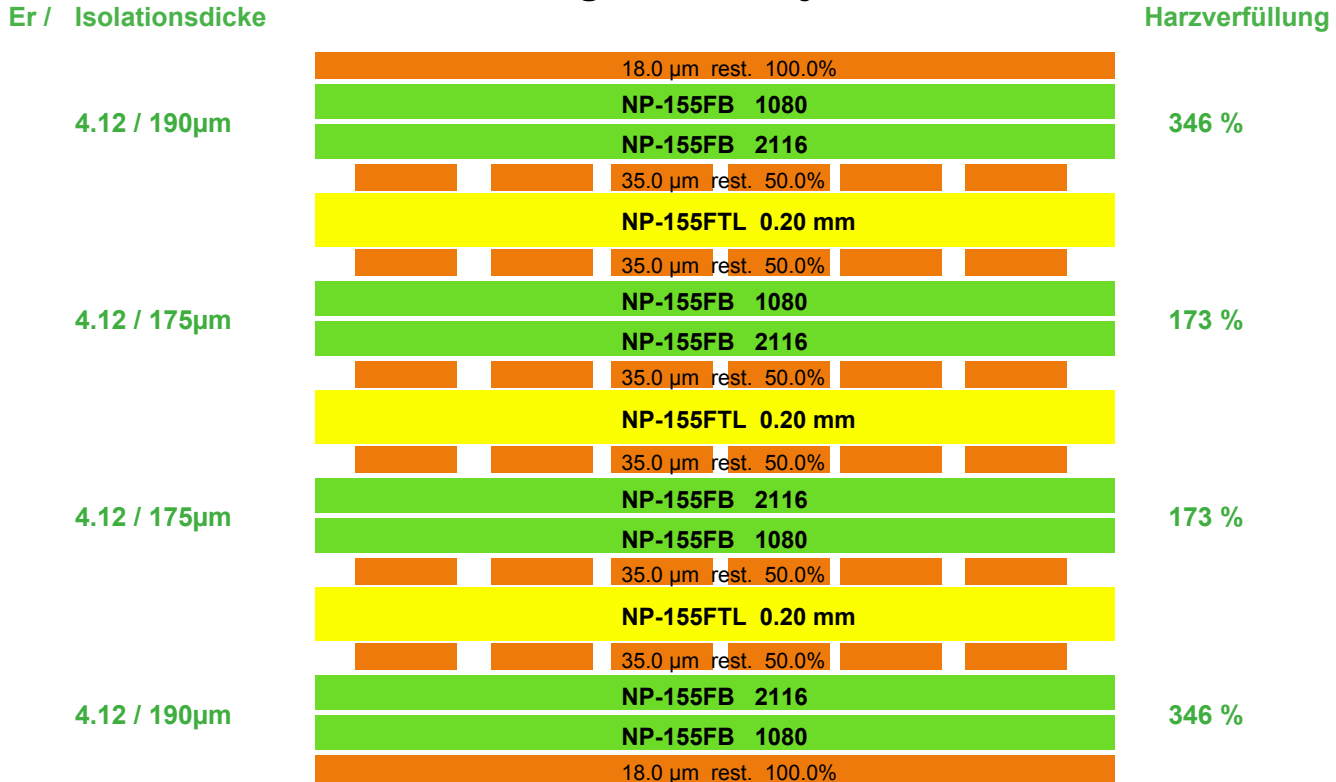 Er / Isolationsdicke
Harzverfüllung
18.0 µm rest. 100.0%
NP-155FB 1080
4.12 / 190µm
346 %
NP-155FB 2116
35.0 µm rest. 50.0%
NP-155FTL 0.20 mm
35.0 µm rest. 50.0%
NP-155FB 1080
4.12 / 175µm
173 %
NP-155FB 2116
35.0 µm rest. 50.0%
NP-155FTL 0.20 mm
35.0 µm rest. 50.0%
NP-155FB 2116
4.12 / 175µm
173 %
NP-155FB 1080
35.0 µm rest. 50.0%
NP-155FTL 0.20 mm
35.0 µm rest. 50.0%
NP-155FB 2116
4.12 / 190µm
346 %
NP-155FB 1080
18.0 µm rest. 100.0%